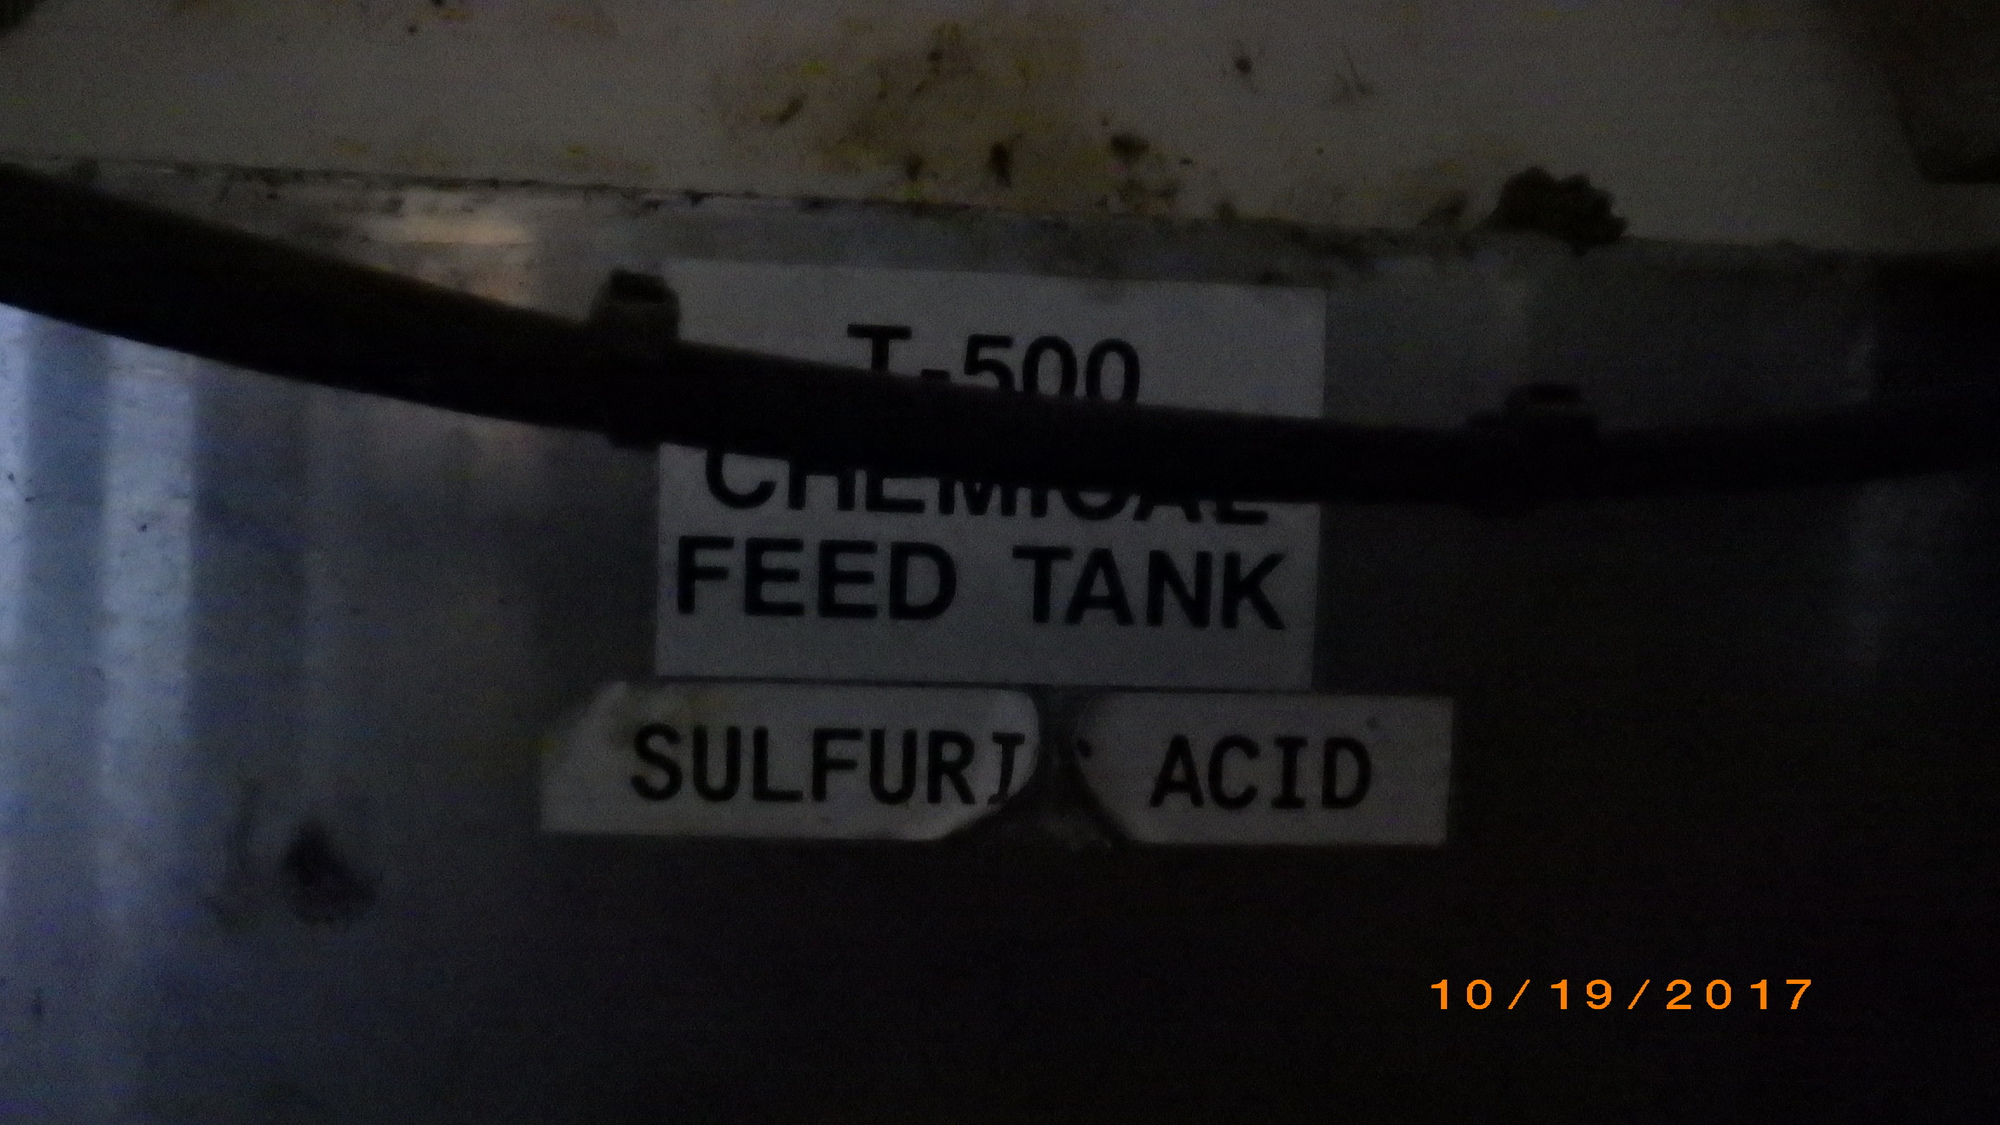 T-500
CHEMICAL
FEED TANK
SULFURI ACID
10/19/2017